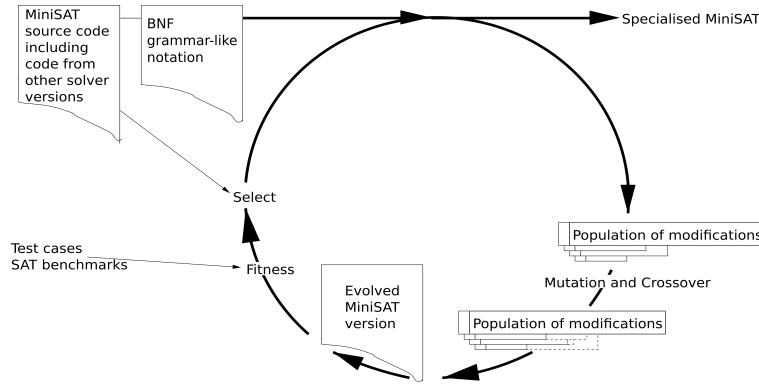 MiniSAT
source code
including
code from
other solver
versions
BNF
grammar-like
notation
Specialised MiniSAT
Select
Test cases
SAT benchmarks
Fitness
Evolved
MiniSAT
version
Population of modifications
Mutation and Crossover
Population of modifications